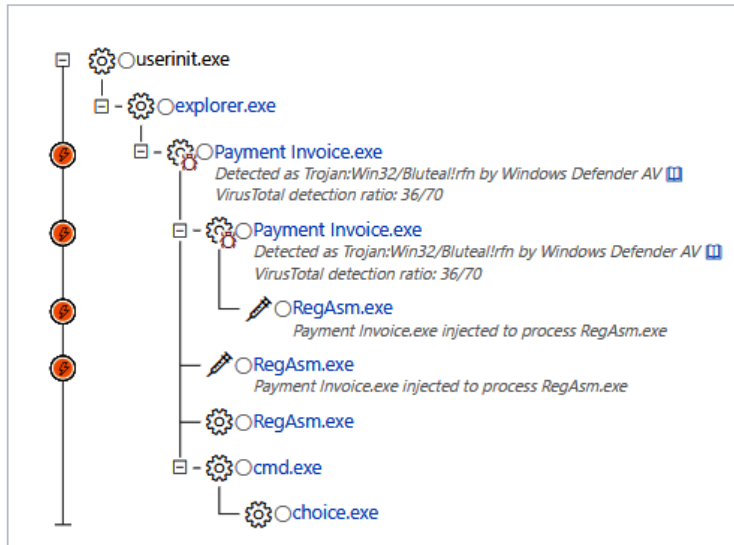 userinit.exe
explorer.exe
Payment Invoice.exe
Detected as Trojan:Win32/Bluteal!rfn by Windows Defender AV
VirusTotal detection ratio: 36/70
Payment Invoice.exe
Detected as Trojan:Win32/Bluteal!rfn by Windows Defender AV
VirusTotal detection ratio: 36/70
RegAsm.exe
Payment Invoice.exe injected to process RegAsm.exe
RegAsm.exe
Payment Invoice.exe injected to process RegAsm.exe
RegAsm.exe
cmd.exe
choice.exe